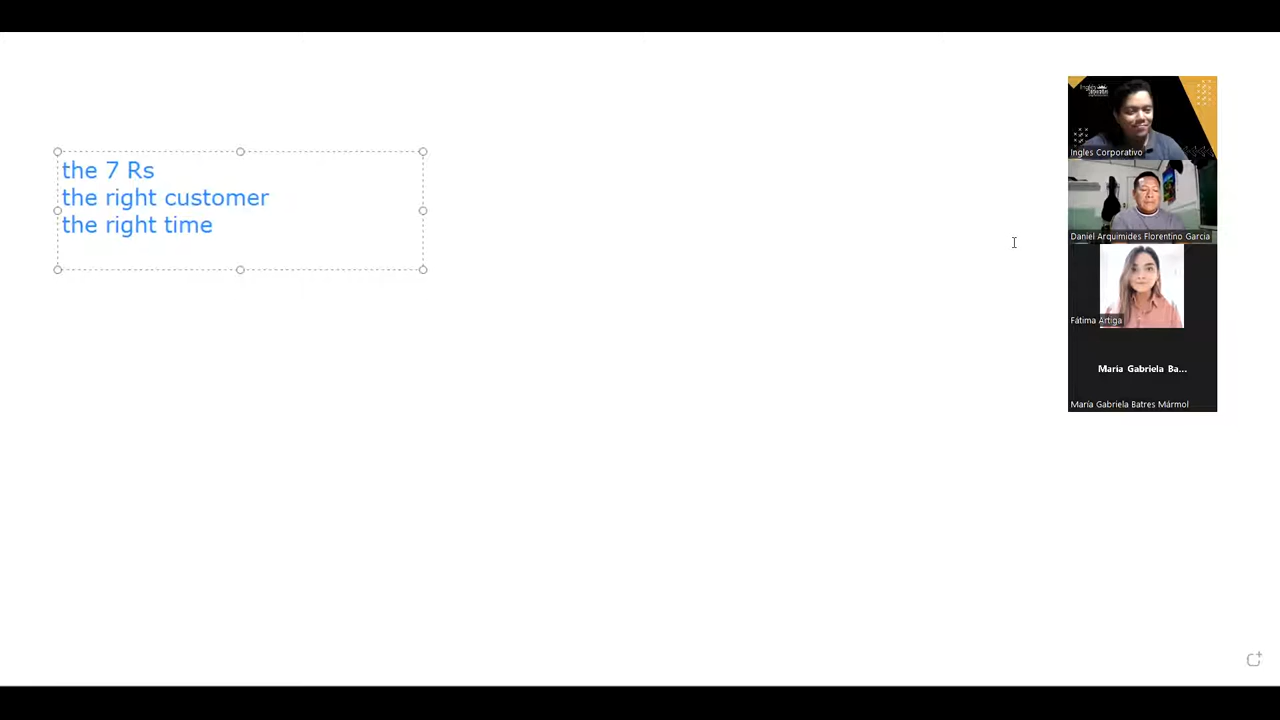 the 7 Rs
the right customer
the right time
Ingles Corporativo
Daniel Arquimides Florentino Garcia
Fátima Artiga
María Gabriela Ba...
María Gabriela Batres Mármol